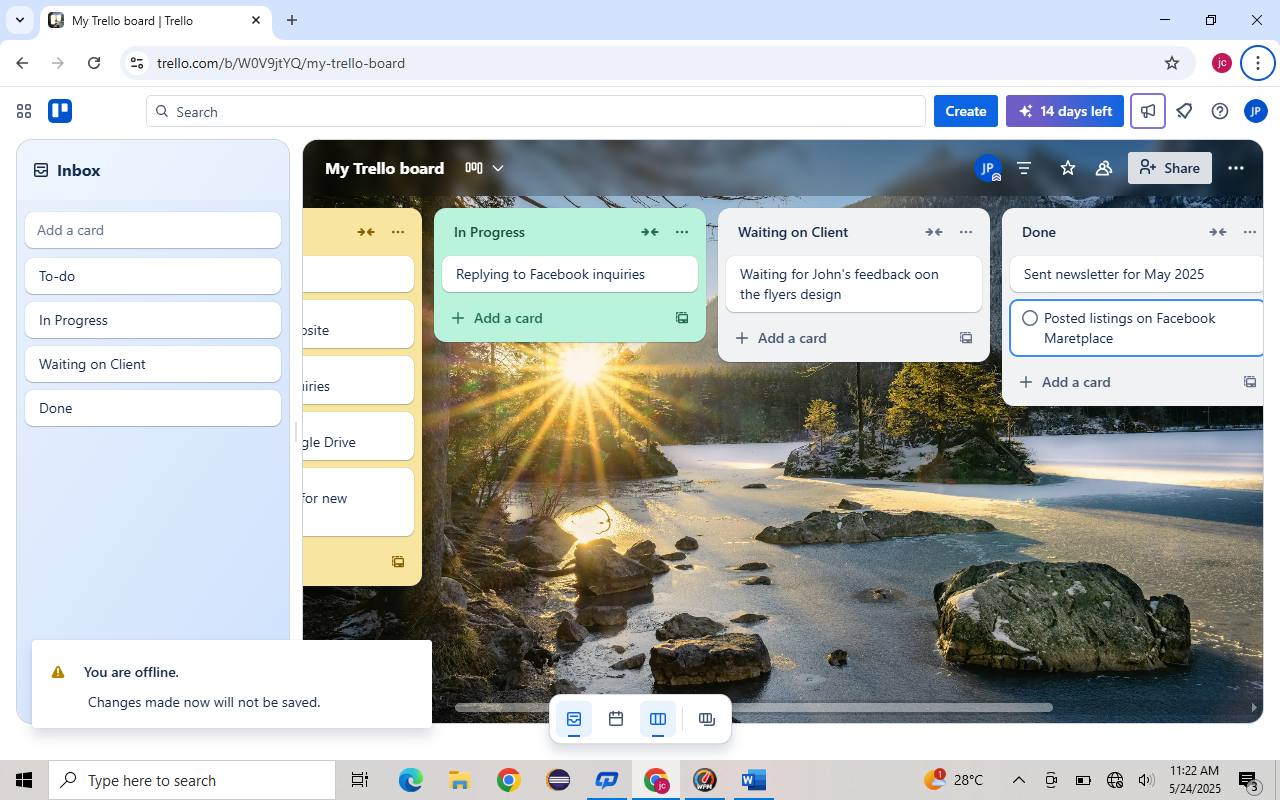 My Trello board | Trello
trello.com/b/W0V9jtYQ/my-trello-board
jc
Search
Create
14 days left
JP
Inbox
Add a card
To-do
In Progress
Waiting on Client
Done
My Trello board
JP
Share
bsite
uiries
gle Drive
for new
In Progress
Replying to Facebook inquiries
Add a card
Waiting on Client
Waiting for John's feedback oon
the flyers design
Add a card
Done
Sent newsletter for May 2025
Posted listings on Facebook
Maretplace
Add a card
You are offline.
Changes made now will not be saved.
Type here to search
jc
WPM
1
28°C
11:22 AM
5/24/2025
3